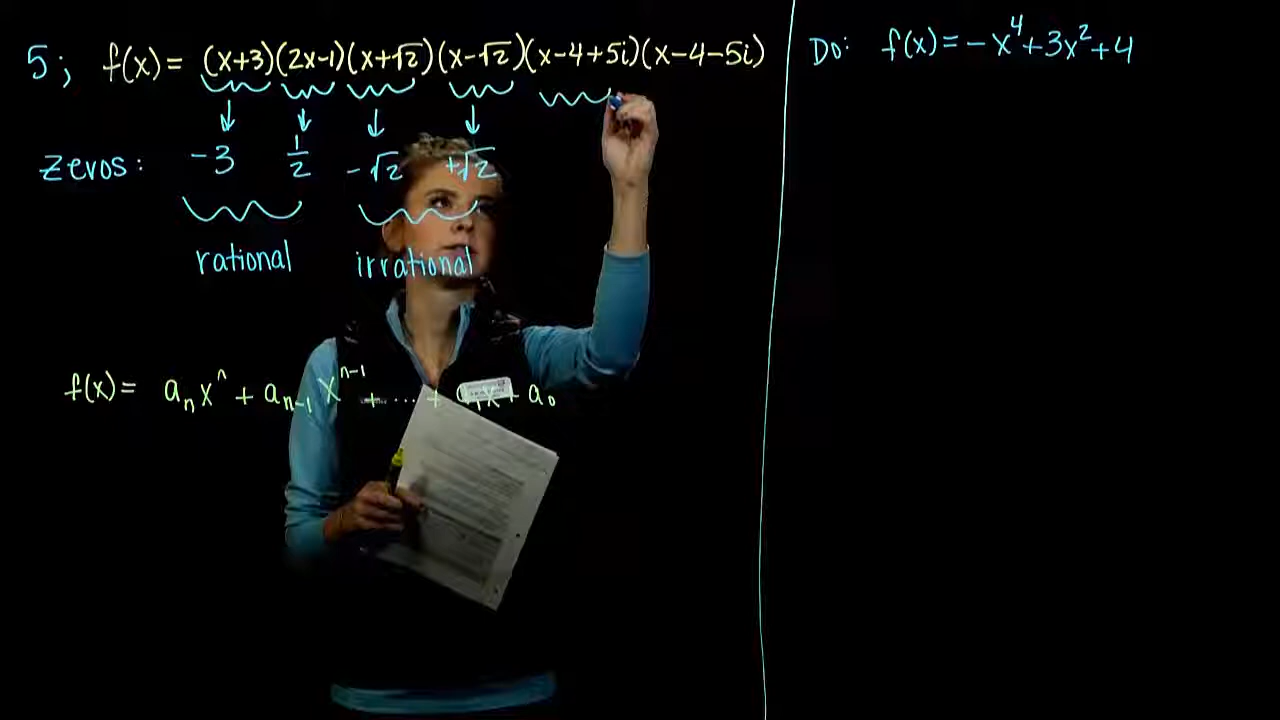 5; f(x) = (x+3)(2x-1)(x+√2)(x-√2)(x-4+5i)(x-4-5i)
zeros: -3 1/2 -√2 +√2
rational irrational
f(x) = aₙxⁿ + aₙ₋₁xⁿ⁻¹ + ... + a₁x + a₀
Do: f(x) = -x⁴+3x²+4